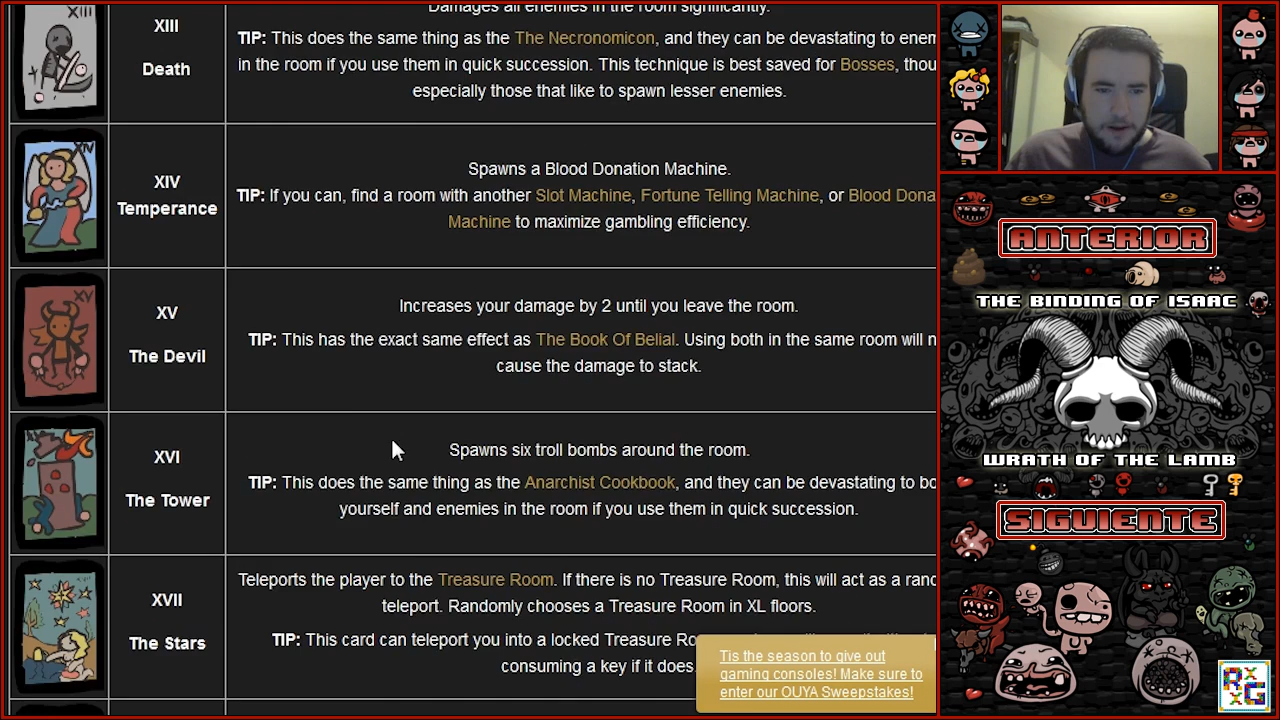 XIII
Damages all enemies in the room significantly.
XIII
Death
TIP: This does the same thing as the The Necronomicon, and they can be devastating to enem
in the room if you use them in quick succession. This technique is best saved for Bosses, thou
especially those that like to spawn lesser enemies.
XIV
XIV
Temperance
Spawns a Blood Donation Machine.
TIP: If you can, find a room with another Slot Machine, Fortune Telling Machine, or Blood Dona
Machine to maximize gambling efficiency.
XV
XV
The Devil
Increases your damage by 2 until you leave the room.
TIP: This has the exact same effect as The Book Of Belial. Using both in the same room will n
cause the damage to stack.
XVI
The Tower
Spawns six troll bombs around the room.
TIP: This does the same thing as the Anarchist Cookbook, and they can be devastating to bo
yourself and enemies in the room if you use them in quick succession.
XVII
The Stars
Teleports the player to the Treasure Room. If there is no Treasure Room, this will act as a rand
teleport. Randomly chooses a Treasure Room in XL floors.
TIP: This card can teleport you into a locked Treasure Ro
consuming a key if it does.
Tis the season to give out
gaming consoles! Make sure to
enter our OUYA Sweepstakes!
ANTERIOR
THE BINDING OF ISAAC
WRATH OF THE LAMB
SIGUIENTE
RX
XG